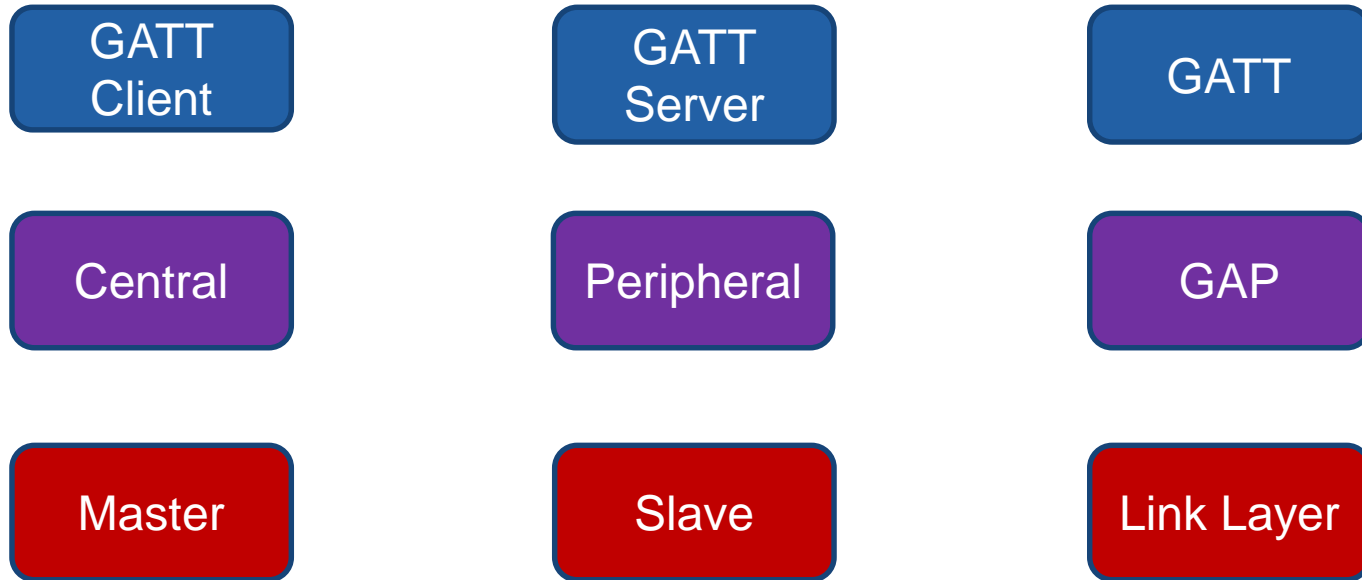 GATT
Client
GATT
Server
GATT
Central
Peripheral
GAP
Master
Slave
Link Layer